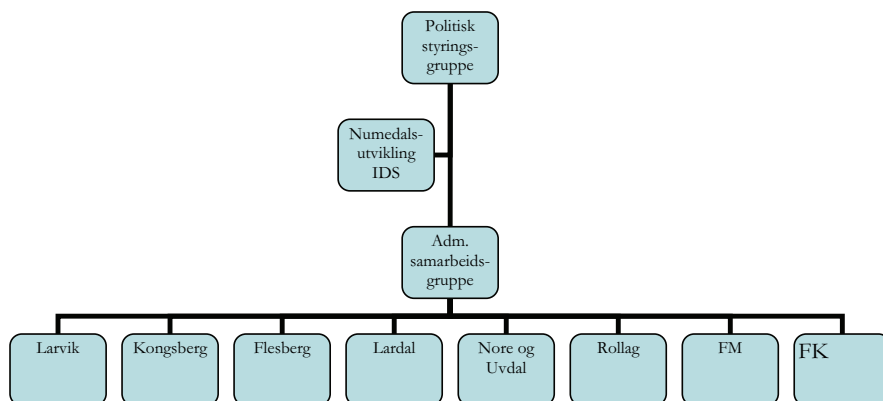 Politisk
styrings-
gruppe
Numedals-
utvikling
IDS
Adm.
samarbeids-
gruppe
Larvik
Kongsberg
Flesberg
Lardal
Nore og
Uvdal
Rollag
FM
FK